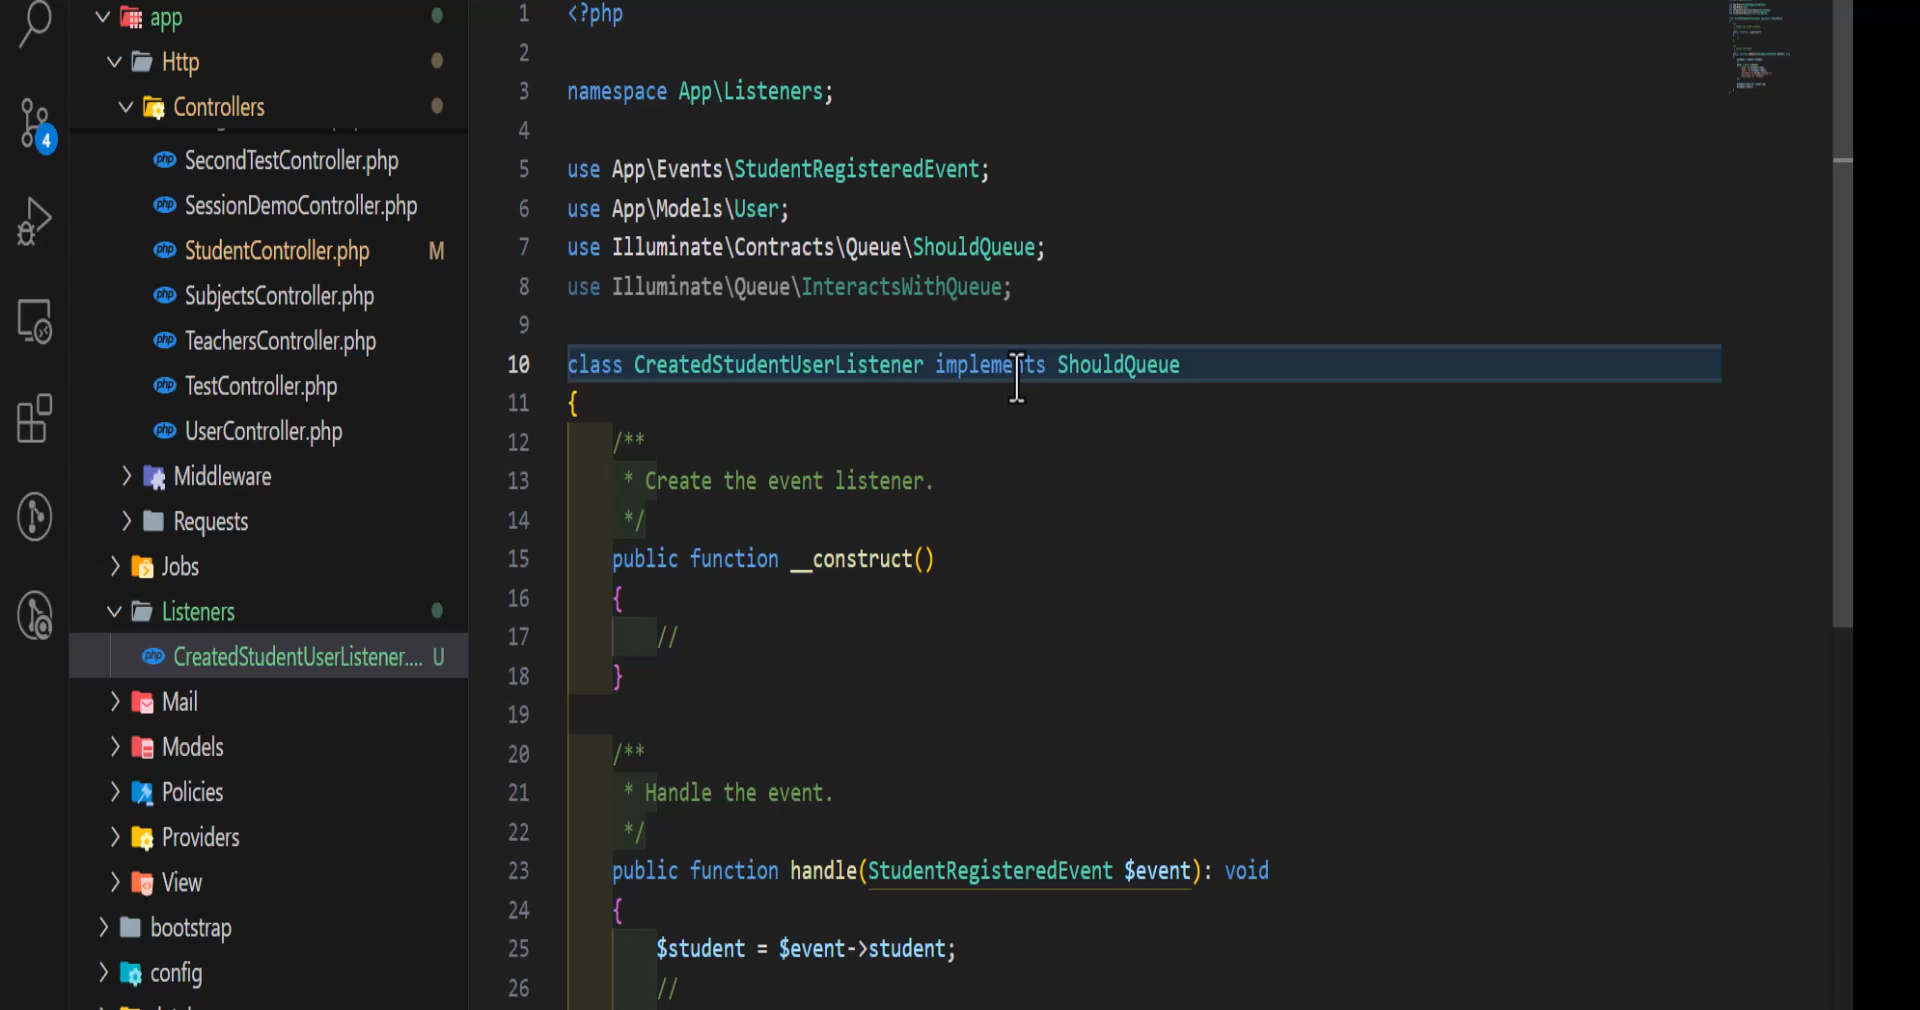 app
Http
Controllers
SecondTestController.php
SessionDemoController.php
StudentController.php M
SubjectsController.php
TeachersController.php
TestController.php
UserController.php
Middleware
Requests
Jobs
Listeners
CreatedStudentUserListener.... U
Mail
Models
Policies
Providers
View
bootstrap
config
4
1 <?php
2
3 namespace App\Listeners;
4
5 use App\Events\StudentRegisteredEvent;
6 use App\Models\User;
7 use Illuminate\Contracts\Queue\ShouldQueue;
8 use Illuminate\Queue\InteractsWithQueue;
9
10 class CreatedStudentUserListener implements ShouldQueue
11 {
12 /**
13 * Create the event listener.
14 */
15 public function __construct()
16 {
17 //
18 }
19
20 /**
21 * Handle the event.
22 */
23 public function handle(StudentRegisteredEvent $event): void
24 {
25 $student = $event->student;
26 //